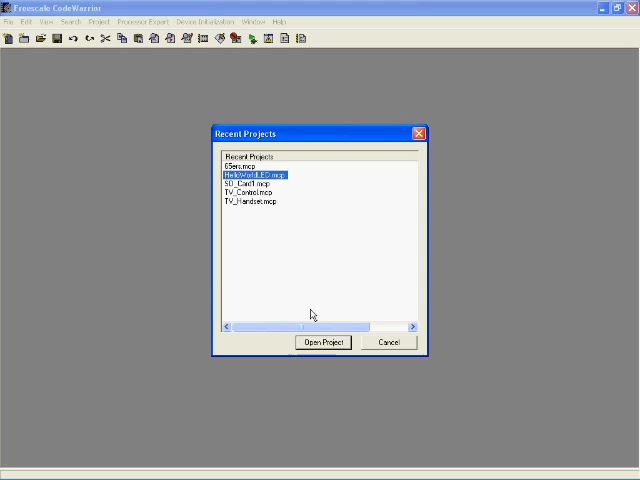 Freescale CodeWarrior
File Edit View Search Project Processor Expert Device Initialization Window Help
Recent Projects
Recent Projects
65ers.mcp
HelloWorldLED.mcp
SD_Card1.mcp
TV_Control.mcp
TV_Handset.mcp
Open Project Cancel